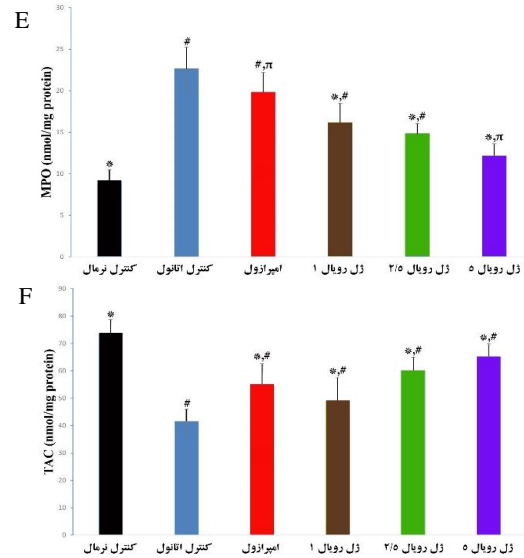 E
MPO (nmol/mg protein)
30
25
20
15
10
5
0
*
#
#,π
*,#
*,#
*,π
کنترل نرمال
کنترل اتانول
امپرازول
ژل رویال ۱
ژل رویال ۲/۵
ژل رویال ۵
F
TAC (nmol/mg protein)
90
80
70
60
50
40
30
20
10
0
*
#
*,#
*,#
*,#
*,#
کنترل نرمال
کنترل اتانول
امپرازول
ژل رویال ۱
ژل رویال ۲/۵
ژل رویال ۵